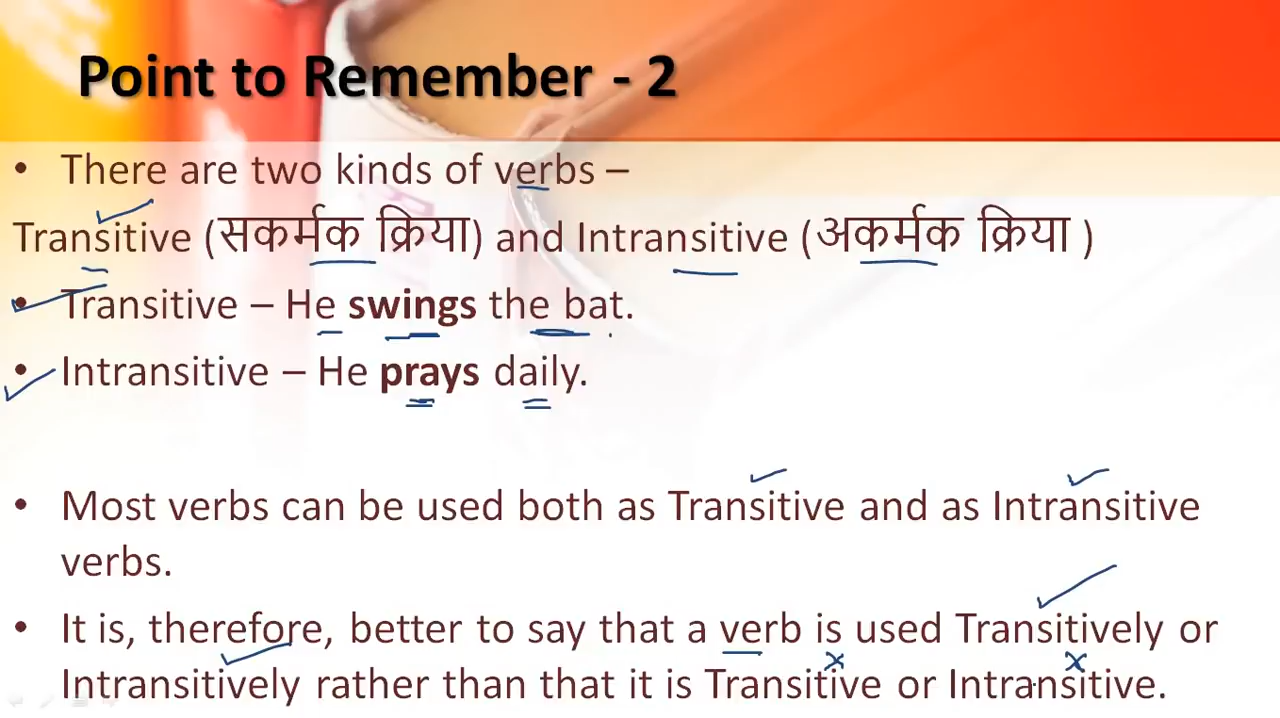 Point to Remember - 2
• There are two kinds of verbs –
Transitive (सकर्मक क्रिया) and Intransitive (अकर्मक क्रिया )
• Transitive – He swings the bat.
• Intransitive – He prays daily.
• Most verbs can be used both as Transitive and as Intransitive
verbs.
• It is, therefore, better to say that a verb is used Transitively or
Intransitively rather than that it is Transitive or Intransitive.